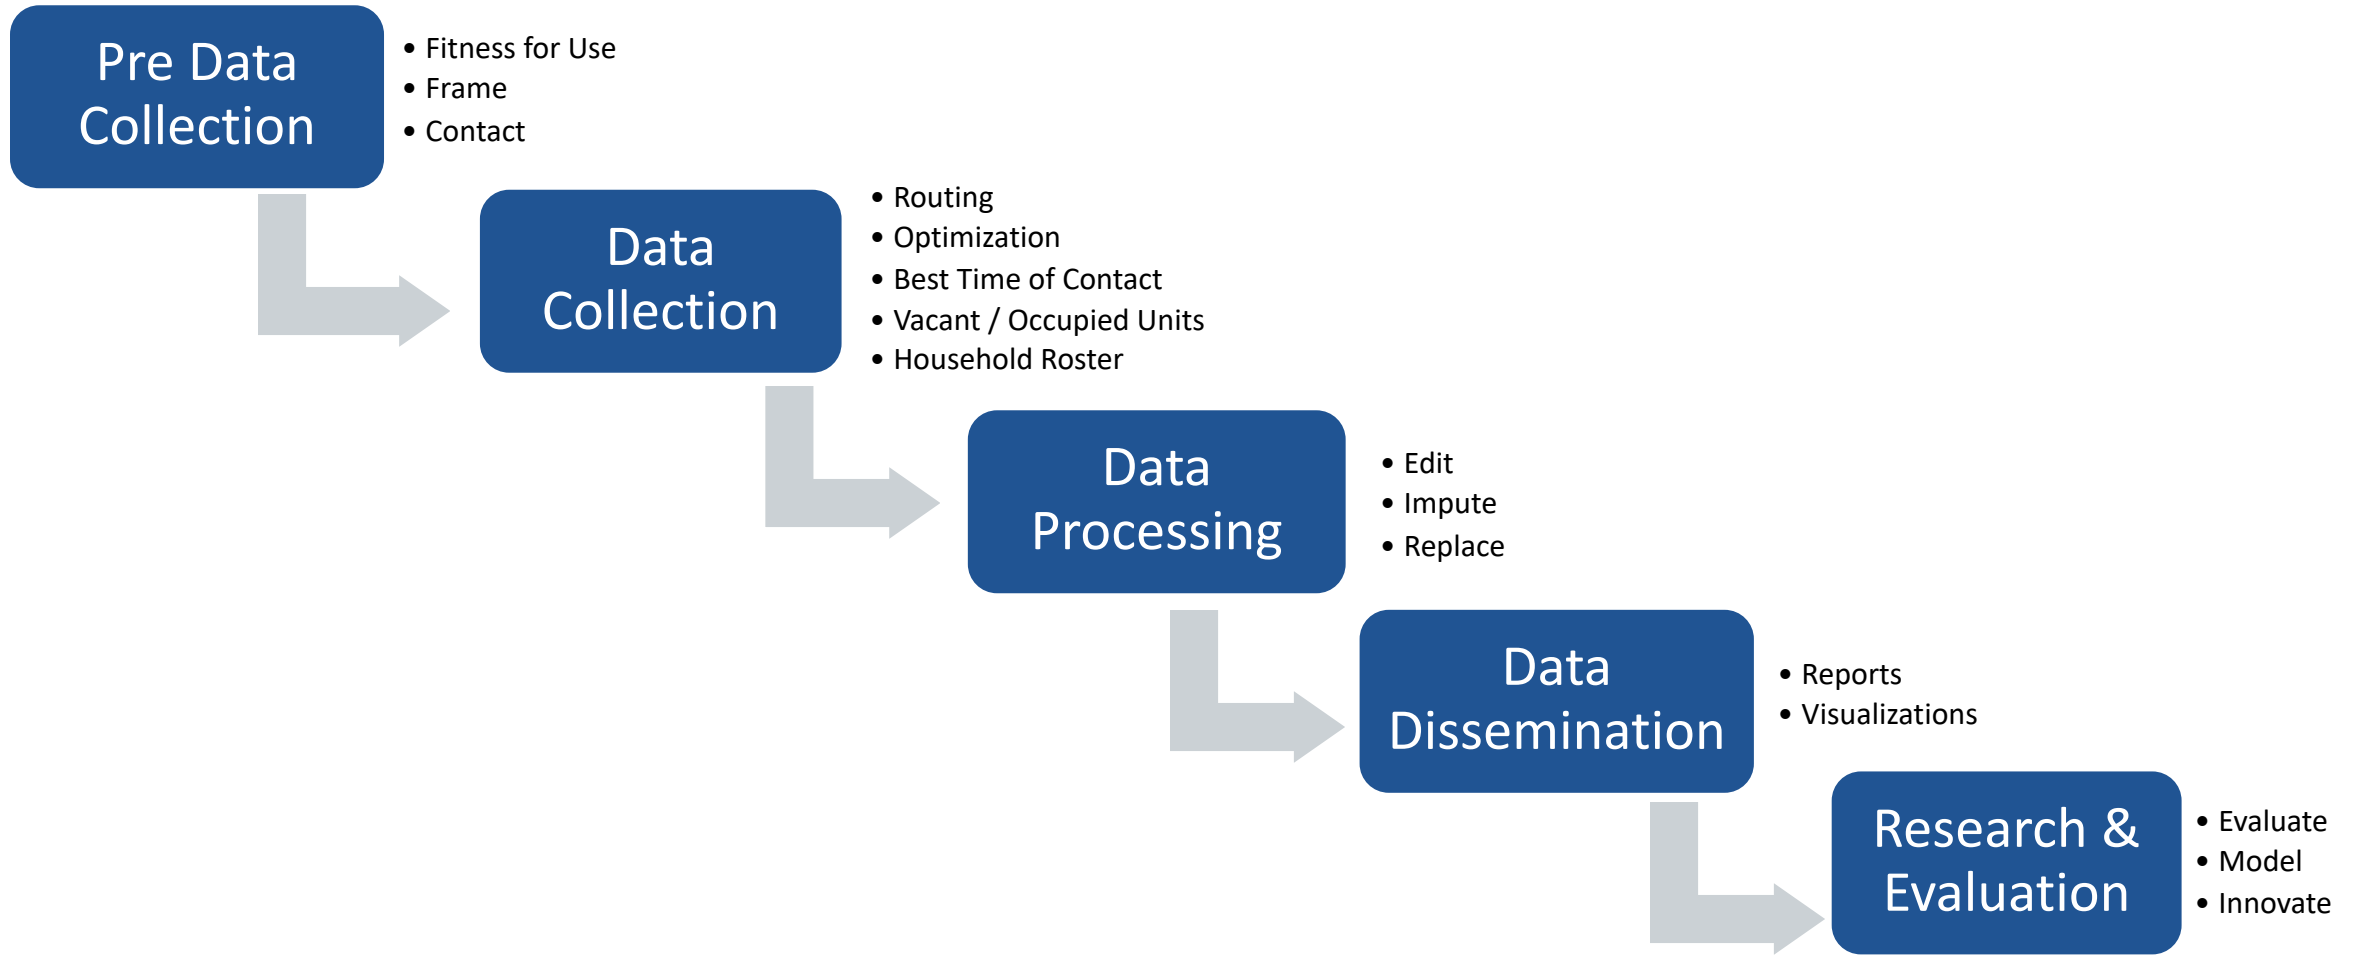 Pre Data
Collection
• Fitness for Use
• Frame
• Contact
Data
Collection
• Routing
• Optimization
• Best Time of Contact
• Vacant / Occupied Units
• Household Roster
Data
Processing
• Edit
• Impute
• Replace
Data
Dissemination
• Reports
• Visualizations
Research &
Evaluation
• Evaluate
• Model
• Innovate